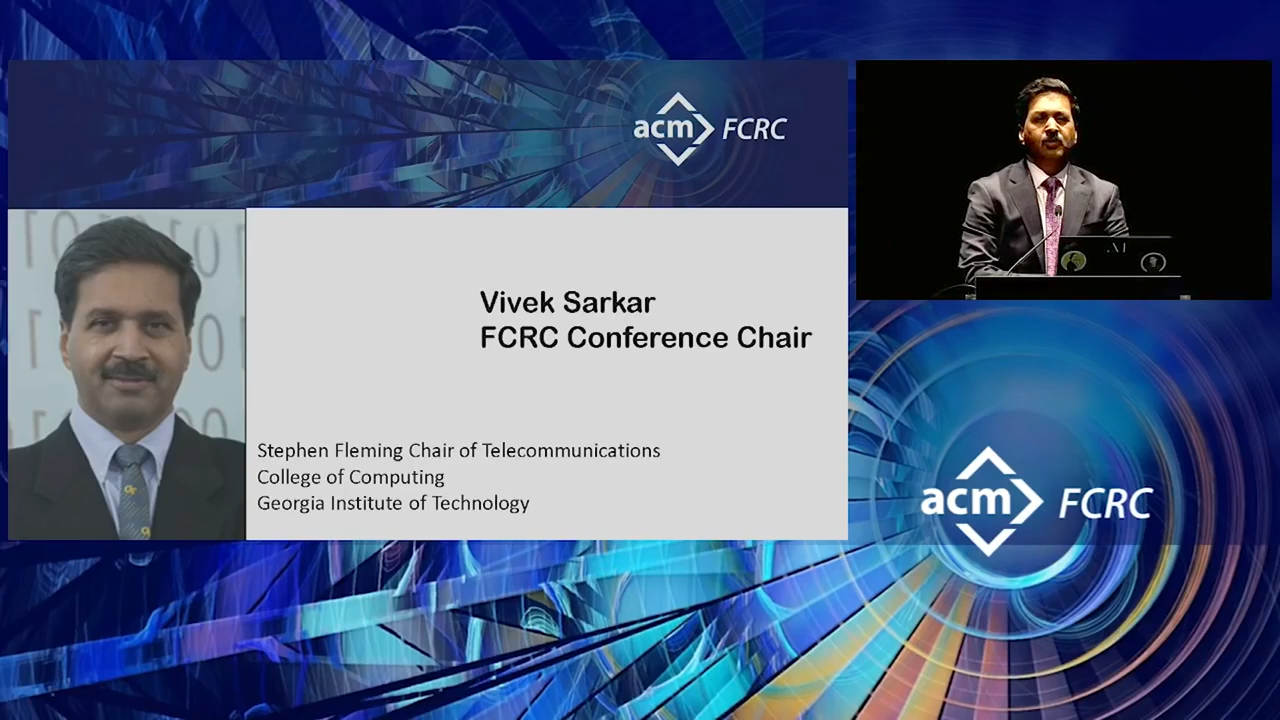 acm FCRC
Vivek Sarkar
FCRC Conference Chair
Stephen Fleming Chair of Telecommunications
College of Computing
Georgia Institute of Technology
acm FCRC